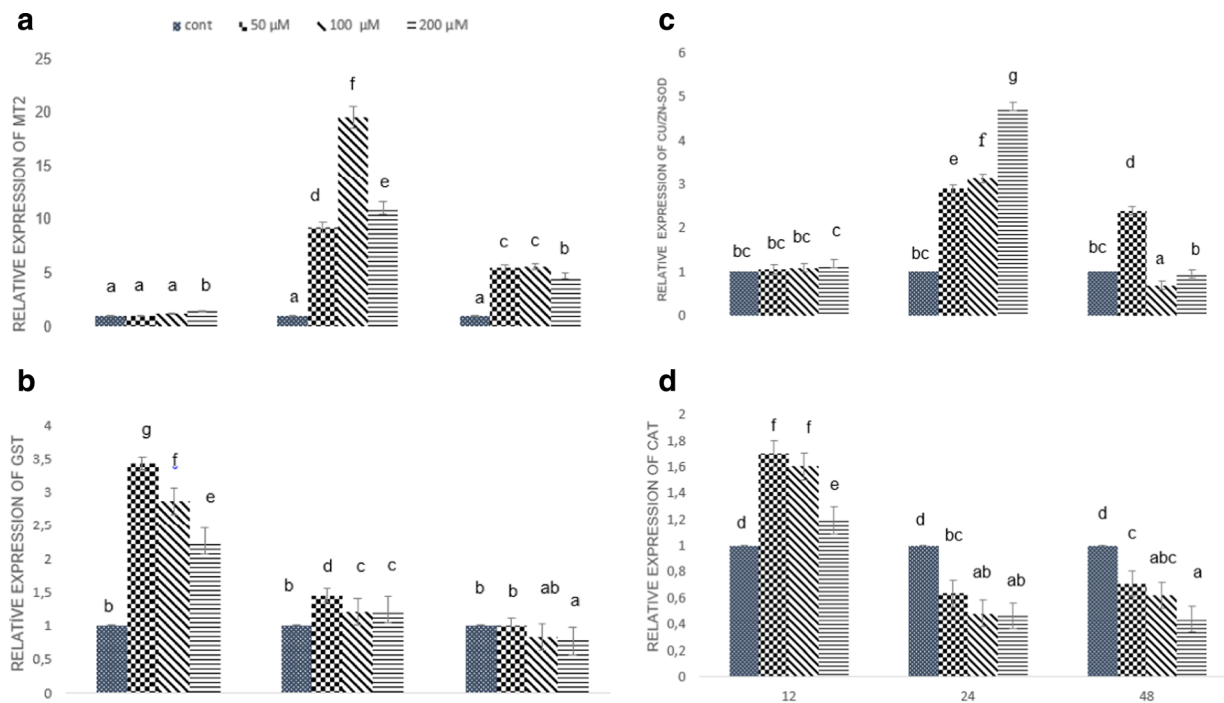 a
cont 50 µM 100 µM 200 µM
RELATIVE EXPRESSION OF MT2
25
20
15
10
5
0
a a a b
a d f e
a c c b
b
RELATİVE EXPRESSION OF GST
4
3,5
3
2,5
2
1,5
1
0,5
0
b g f e
b d c c
b b ab a
c
RELATIVE EXPRESSION OF CU/ZN-SOD
6
5
4
3
2
1
0
bc bc bc c
bc e f g
bc d a b
d
RELATIVE EXPRESSION OF CAT
2
1,8
1,6
1,4
1,2
1
0,8
0,6
0,4
0,2
0
d f f e
d bc ab ab
d c abc a
12 24 48